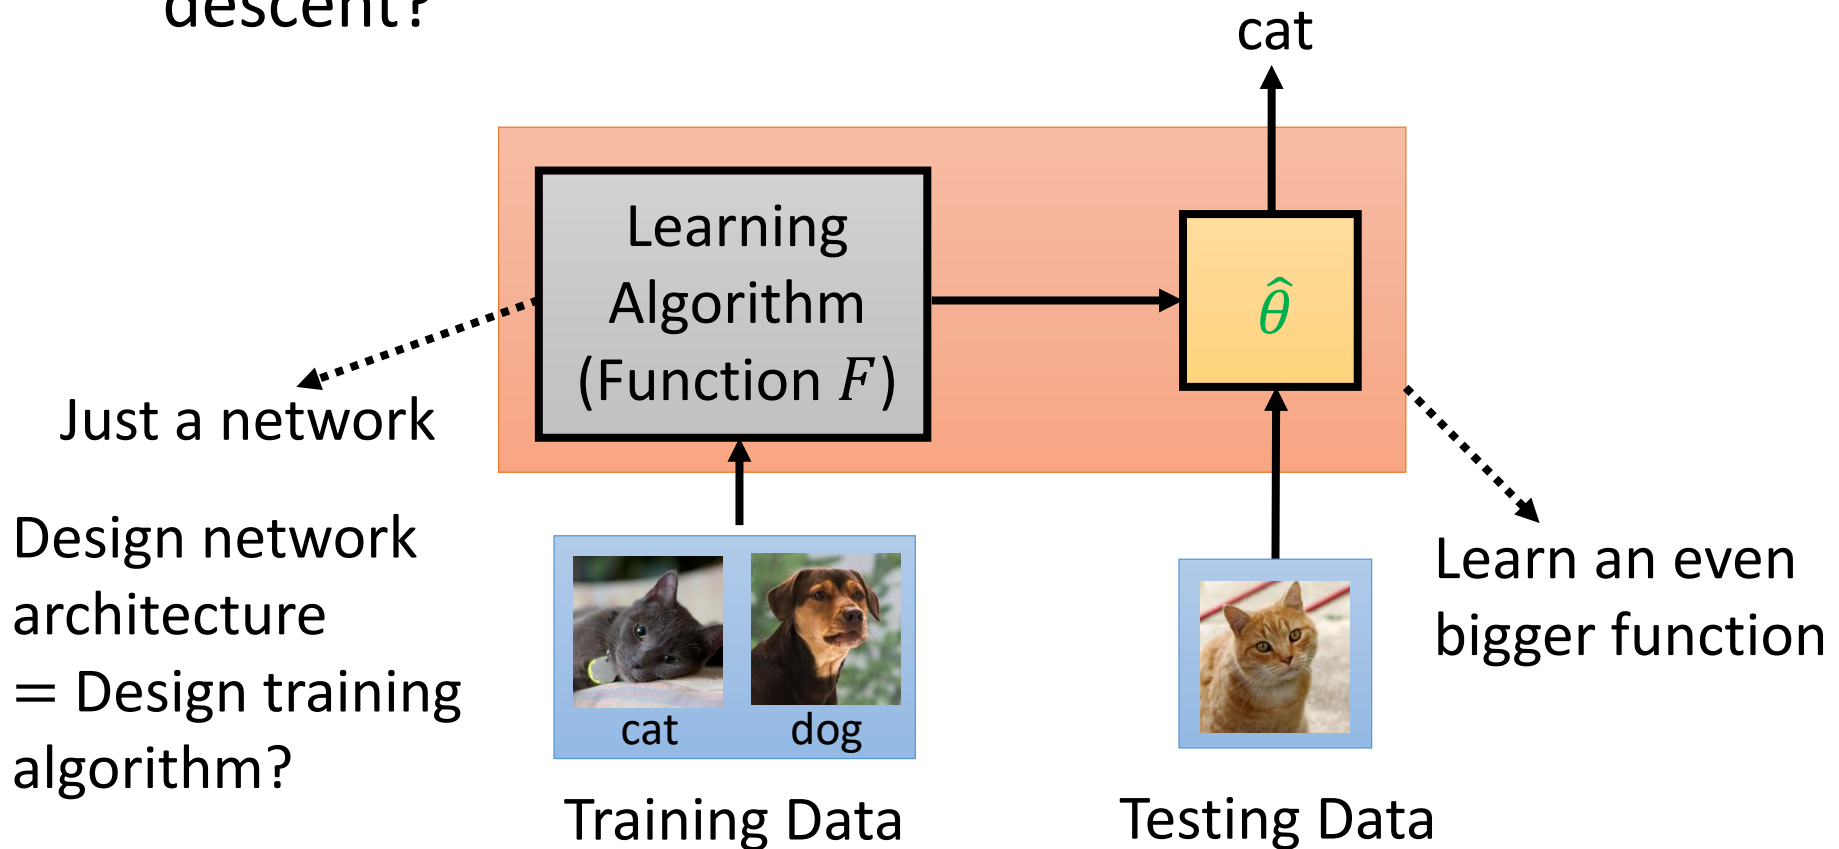 descent?
cat
Learning
Algorithm
(Function 𝐹)
θ̂
Just a network
Design network
architecture
= Design training
algorithm?
cat
dog
Learn an even
bigger function
Training Data
Testing Data